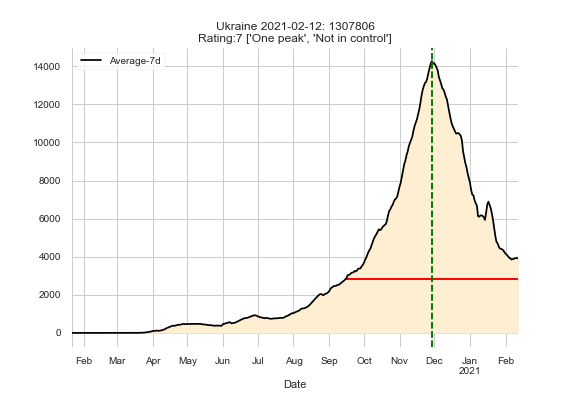 Ukraine 2021-02-12: 1307806
Rating:7 ['One peak', 'Not in control']
Average-7d
14000
12000
10000
8000
6000
4000
2000
0
Feb Mar Apr May Jun Jul Aug Sep Oct Nov Dec Jan Feb
2021
Date